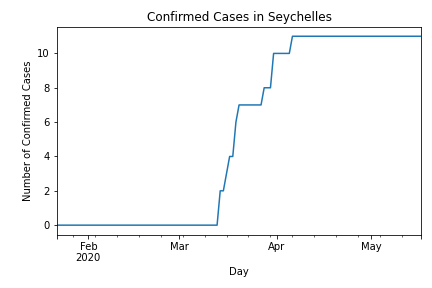 Confirmed Cases in Seychelles
Number of Confirmed Cases
10
8
6
4
2
0
Feb Mar Apr May
2020
Day